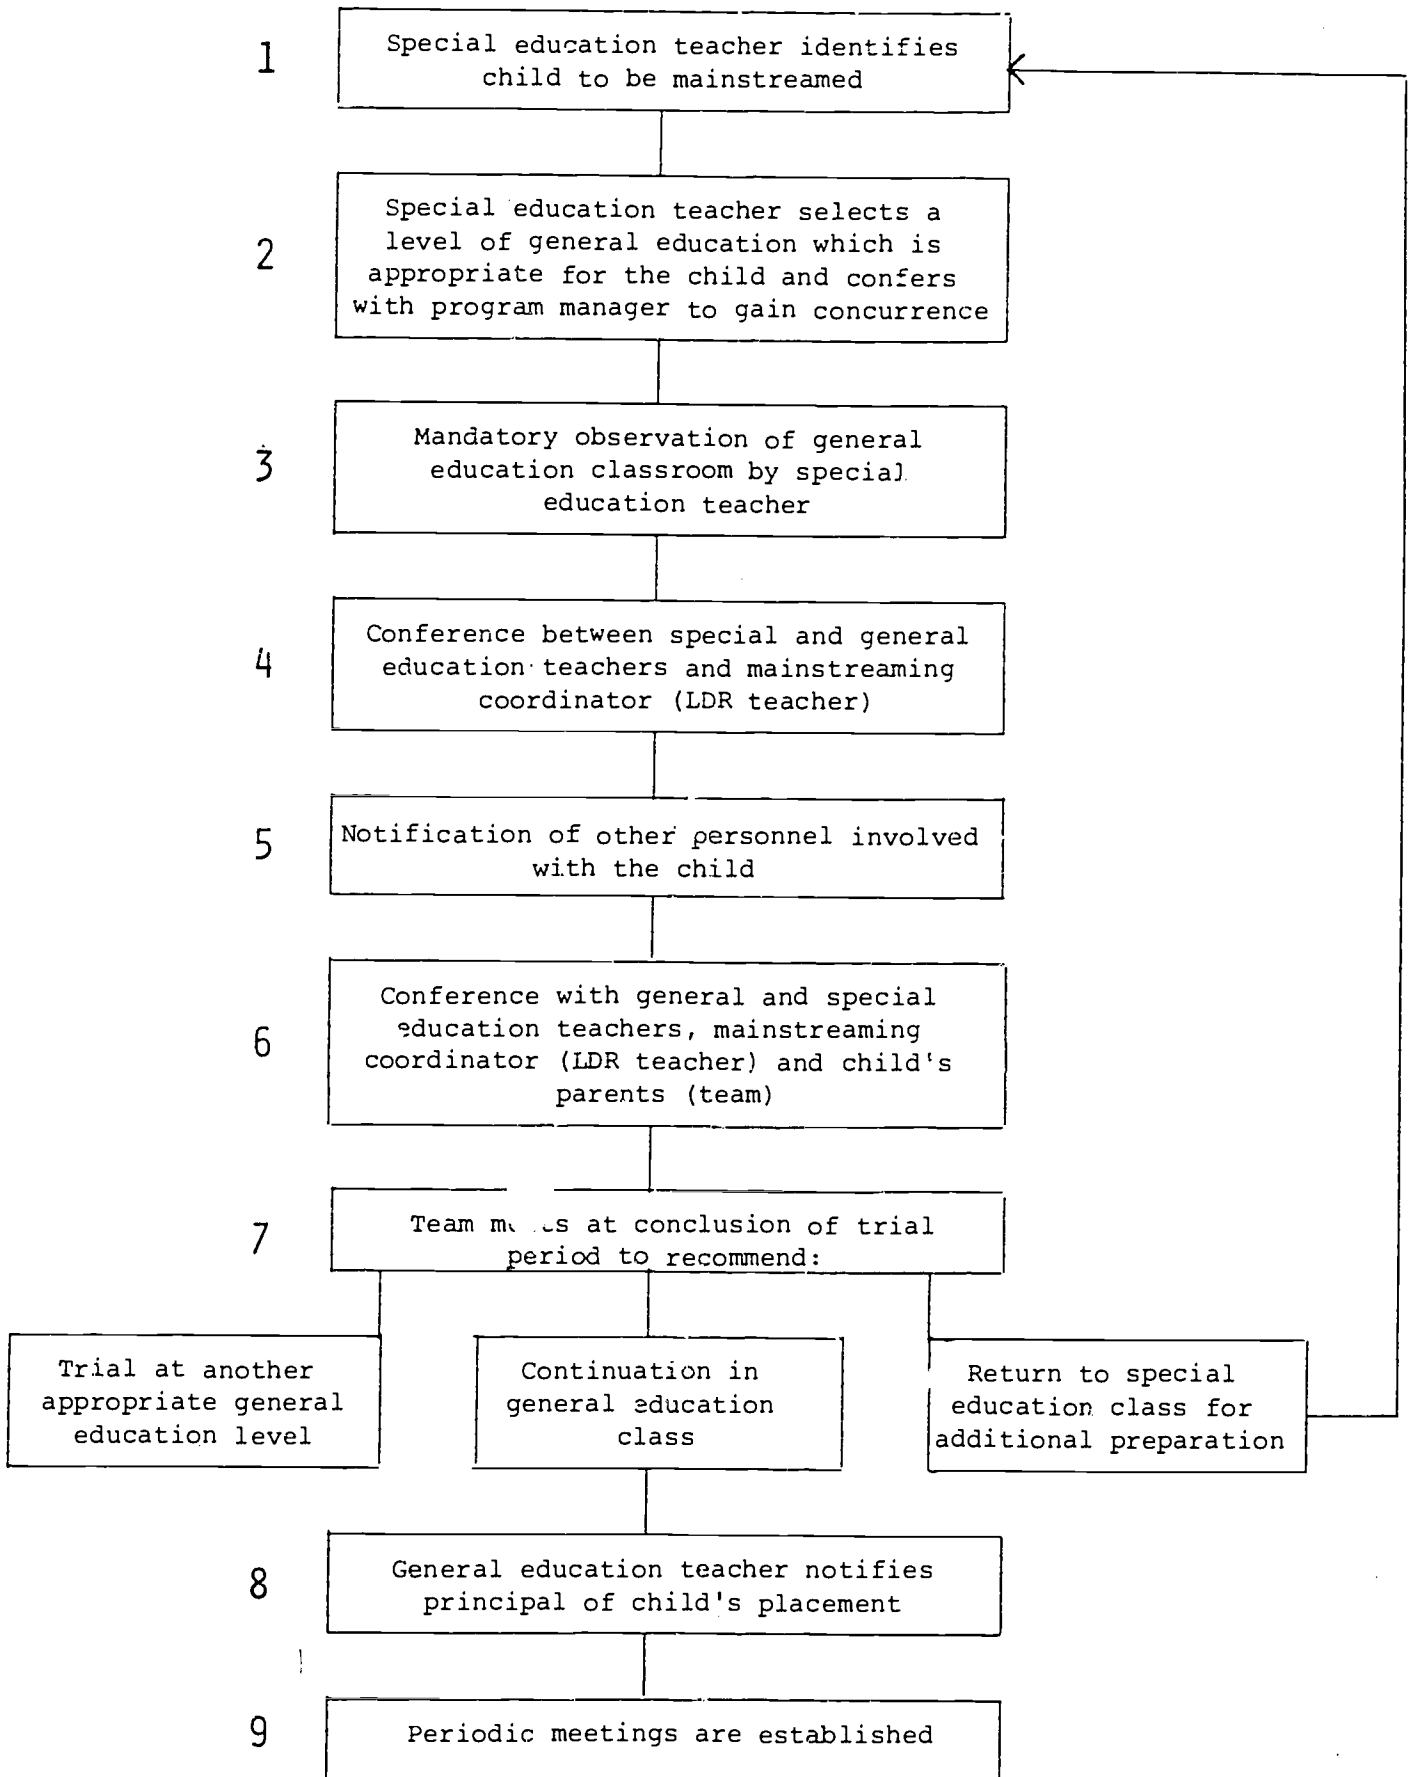 1
Special education teacher identifies
child to be mainstreamed
2
Special education teacher selects a
level of general education which is
appropriate for the child and confers
with program manager to gain concurrence
3
Mandatory observation of general
education classroom by special
education teacher
4
Conference between special and general
education teachers and mainstreaming
coordinator (LDR teacher)
5
Notification of other personnel involved
with the child
6
Conference with general and special
education teachers, mainstreaming
coordinator (LDR teacher) and child's
parents (team)
7
Team at conclusion of trial
period to recommend:
Trial at another
appropriate general
education level
Continuation in
general education
class
Return to special
education class for
additional preparation
8
General education teacher notifies
principal of child's placement
9
Periodic meetings are established